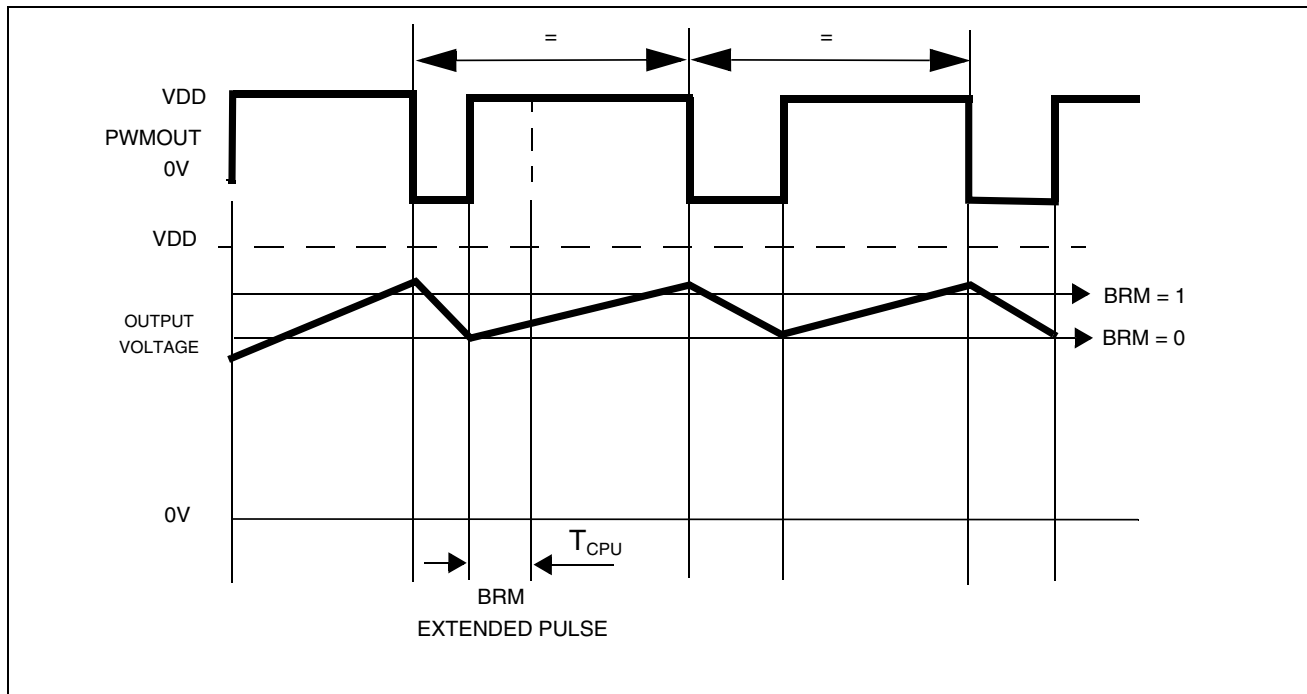 = =
VDD
PWMOUT
0V
VDD
BRM = 1
OUTPUT
VOLTAGE
BRM = 0
0V
TCPU
BRM
EXTENDED PULSE